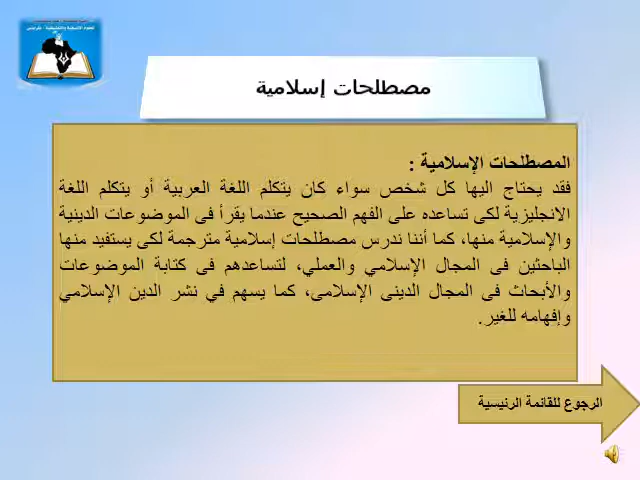 مصطلحات إسلامية
المصطلحات الإسلامية :
فقد يحتاج اليها كل شخص سواء كان يتكلم اللغة العربية أو يتكلم اللغة
الانجليزية لكى تساعده على الفهم الصحيح عندما يقرأ فى الموضوعات الدينية
والإسلامية منها، كما أننا ندرس مصطلحات إسلامية مترجمة لكى يستفيد منها
الباحثين فى المجال الإسلامي والعملي، لتساعدهم فى كتابة الموضوعات
والأبحاث فى المجال الدينى الإسلامى، كما يسهم في نشر الدين الإسلامي
وإفهامه للغير.
الرجوع للقائمة الرئيسية